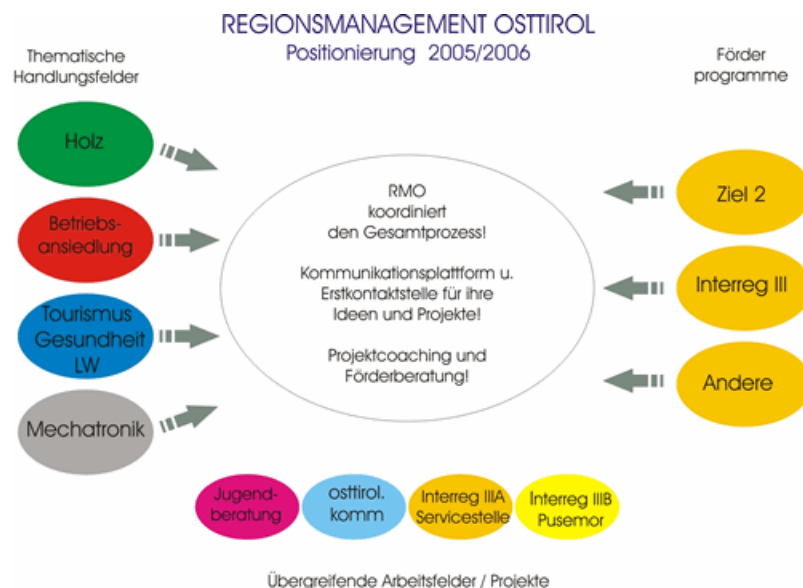 REGIONSMANAGEMENT OSTTIROL
Positionierung 2005/2006
Thematische
Handlungsfelder
Förder
programme
Holz
Betriebs-
ansiedlung
Tourismus
Gesundheit
LW
Mechatronik
RMO
koordiniert
den Gesamtprozess!
Kommunikationsplattform u.
Erstkontaktstelle für ihre
Ideen und Projekte!
Projektcoaching und
Förderberatung!
Ziel 2
Interreg III
Andere
Jugend-
beratung
osttirol.
komm
Interreg IIIA
Servicestelle
Interreg IIIB
Pusemor
Übergreifende Arbeitsfelder / Projekte